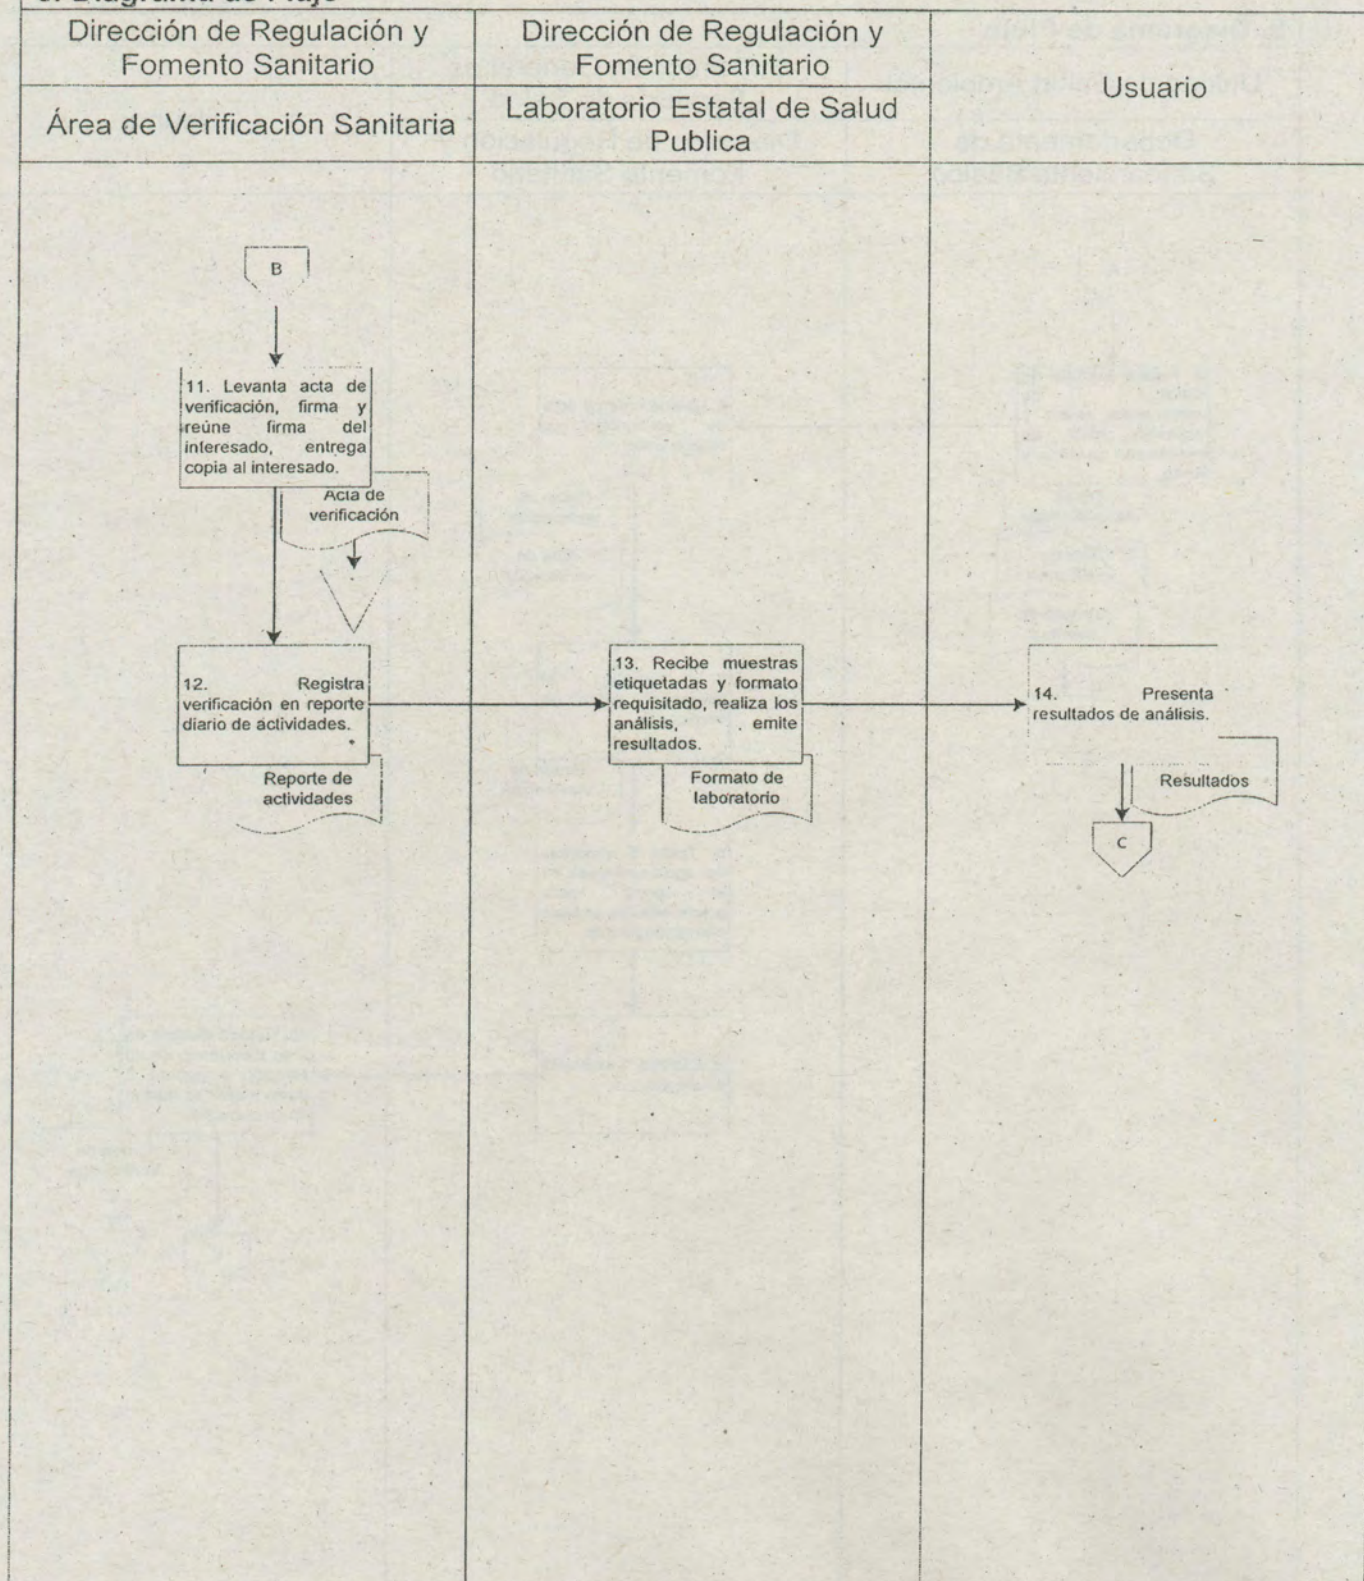 Diagrama de Flujo
Dirección de Regulación y
Fomento Sanitario
Dirección de Regulación y
Fomento Sanitario
Usuario
Área de Verificación Sanitaria
Laboratorio Estatal de Salud
Publica
B
11. Levanta acta de
verificación, firma y
reúne firma del
interesado, entrega
copia al interesado.
Acta de
verificación
12. Registra
verificación en reporte
diario de actividades.
Reporte de
actividades
13. Recibe muestras
etiquetadas y formato
requisitado, realiza los
análisis, emite
resultados.
Formato de
laboratorio
14. Presenta
resultados de análisis.
Resultados
C